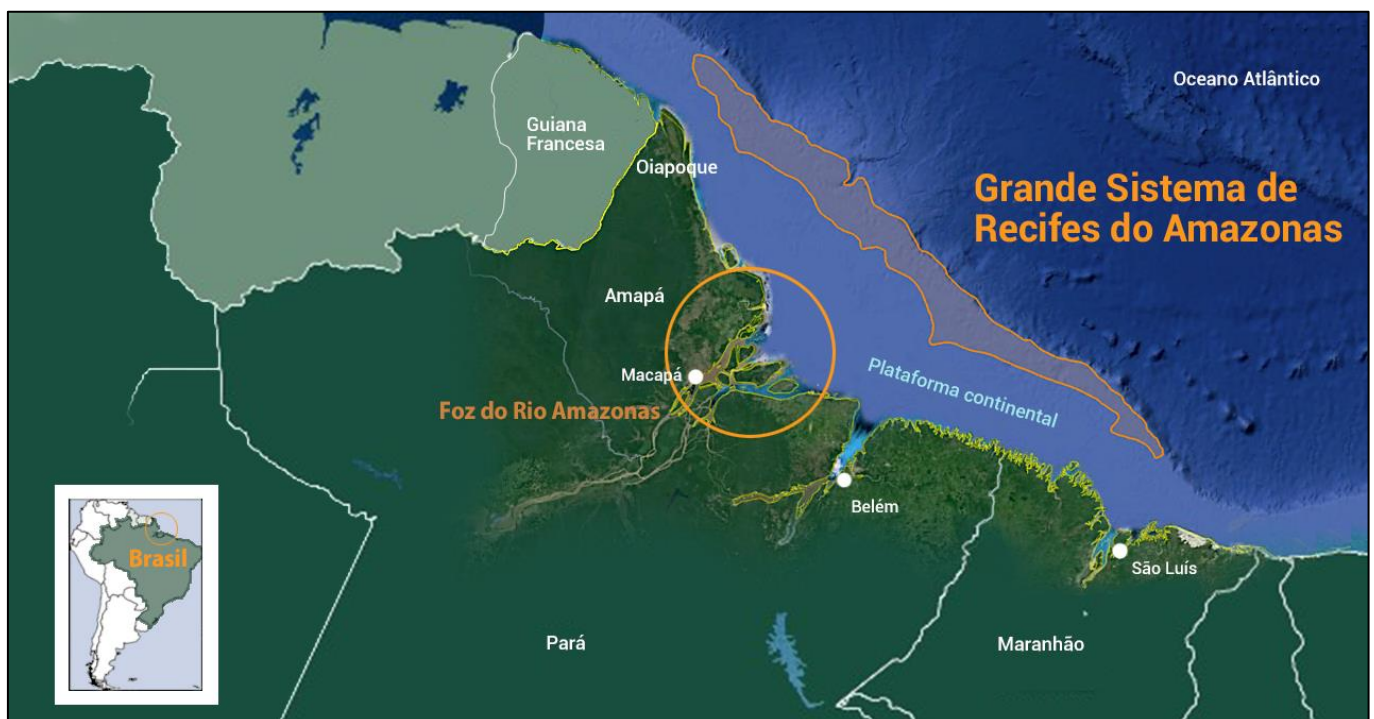 Oceano Atlântico
Guiana
Francesa
Oiapoque
Grande Sistema de
Recifes do Amazonas
Amapá
Macapá
Plataforma continental
Foz do Rio Amazonas
Belém
Brasil
São Luís
Pará
Maranhão